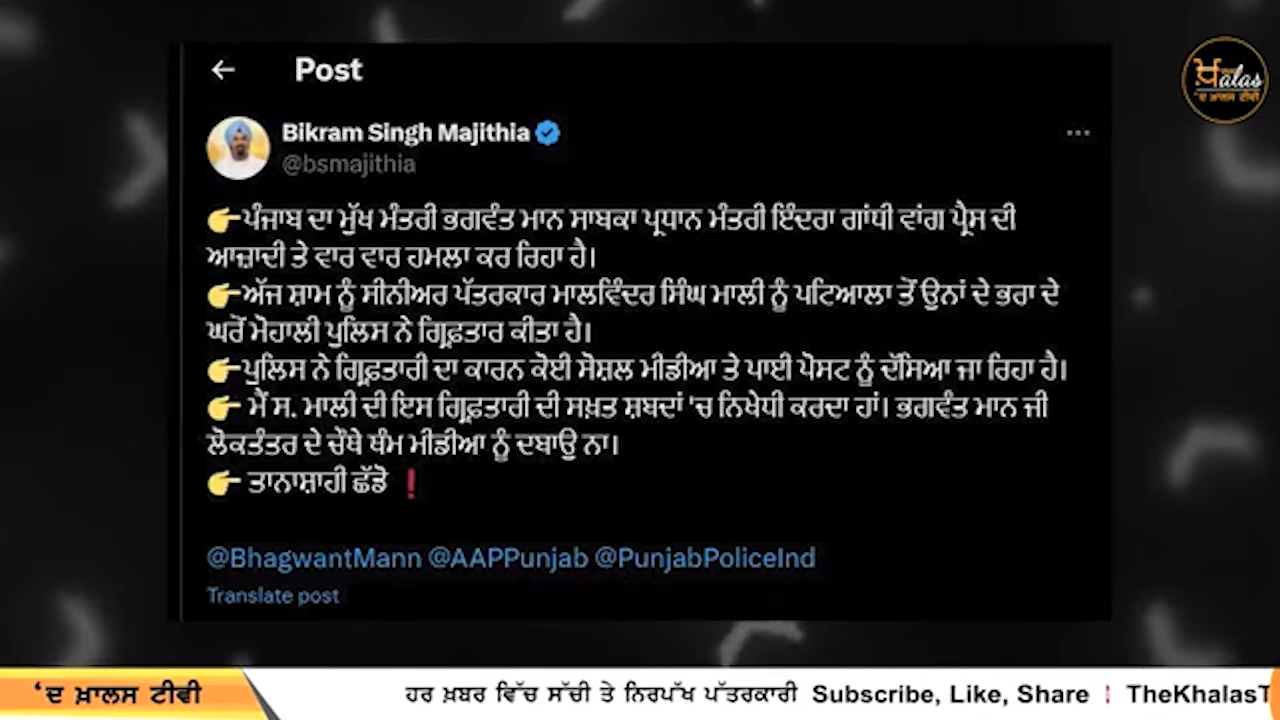 Post
Bikram Singh Majithia
@bsmajithia
👉ਪੰਜਾਬ ਦਾ ਮੁੱਖ ਮੰਤਰੀ ਭਗਵੰਤ ਮਾਨ ਸਾਬਕਾ ਪ੍ਰਧਾਨ ਮੰਤਰੀ ਇੰਦਰਾ ਗਾਂਧੀ ਵਾਂਗ ਪ੍ਰੈਸ ਦੀ
ਆਜ਼ਾਦੀ ਤੇ ਵਾਰ ਵਾਰ ਹਮਲਾ ਕਰ ਰਿਹਾ ਹੈ।
👉ਅੱਜ ਸ਼ਾਮ ਨੂੰ ਸੀਨੀਅਰ ਪੱਤਰਕਾਰ ਮਾਲਵਿੰਦਰ ਸਿੰਘ ਮਾਲੀ ਨੂੰ ਪਟਿਆਲਾ ਤੋਂ ਉਨਾਂ ਦੇ ਭਰਾ ਦੇ
ਘਰੋਂ ਮੋਹਾਲੀ ਪੁਲਿਸ ਨੇ ਗ੍ਰਿਫ਼ਤਾਰ ਕੀਤਾ ਹੈ।
👉ਪੁਲਿਸ ਨੇ ਗ੍ਰਿਫ਼ਤਾਰੀ ਦਾ ਕਾਰਨ ਕੋਈ ਸੋਸ਼ਲ ਮੀਡੀਆ ਤੇ ਪਾਈ ਪੋਸਟ ਨੂੰ ਦੱਸਿਆ ਜਾ ਰਿਹਾ ਹੈ।
👉 ਮੈਂ ਸ. ਮਾਲੀ ਦੀ ਇਸ ਗ੍ਰਿਫ਼ਤਾਰੀ ਦੀ ਸਖ਼ਤ ਸ਼ਬਦਾਂ 'ਚ ਨਿਖੇਧੀ ਕਰਦਾ ਹਾਂ। ਭਗਵੰਤ ਮਾਨ ਜੀ
ਲੋਕਤੰਤਰ ਦੇ ਚੌਥੇ ਥੰਮ ਮੀਡੀਆ ਨੂੰ ਦਬਾਉ ਨਾ।
👉 ਤਾਨਾਸ਼ਾਹੀ ਛੱਡੋ ❗
@BhagwantMann @AAPPunjab @PunjabPoliceInd
Translate post
ਖ਼alas
'ਦ ਖ਼ਾਲਸ ਟੀਵੀ
‘ਦ ਖ਼ਾਲਸ ਟੀਵੀ
ਹਰ ਖ਼ਬਰ ਵਿੱਚ ਸੱਚੀ ਤੇ ਨਿਰਪੱਖ ਪੱਤਰਕਾਰੀ Subscribe, Like, Share | TheKhalasT